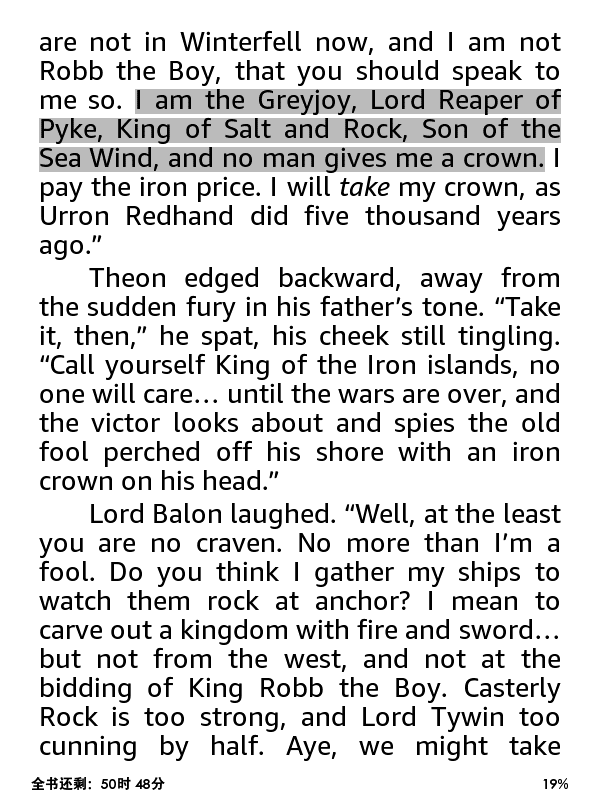 are not in Winterfell now, and I am not
Robb the Boy, that you should speak to
me so. I am the Greyjoy, Lord Reaper of
Pyke, King of Salt and Rock, Son of the
Sea Wind, and no man gives me a crown. I
pay the iron price. I will take my crown, as
Urron Redhand did five thousand years
ago.”
Theon edged backward, away from
the sudden fury in his father’s tone. “Take
it, then,” he spat, his cheek still tingling.
“Call yourself King of the Iron islands, no
one will care… until the wars are over, and
the victor looks about and spies the old
fool perched off his shore with an iron
crown on his head.”
Lord Balon laughed. “Well, at the least
you are no craven. No more than I’m a
fool. Do you think I gather my ships to
watch them rock at anchor? I mean to
carve out a kingdom with fire and sword…
but not from the west, and not at the
bidding of King Robb the Boy. Casterly
Rock is too strong, and Lord Tywin too
cunning by half. Aye, we might take
全书还剩：50时 48分 19%